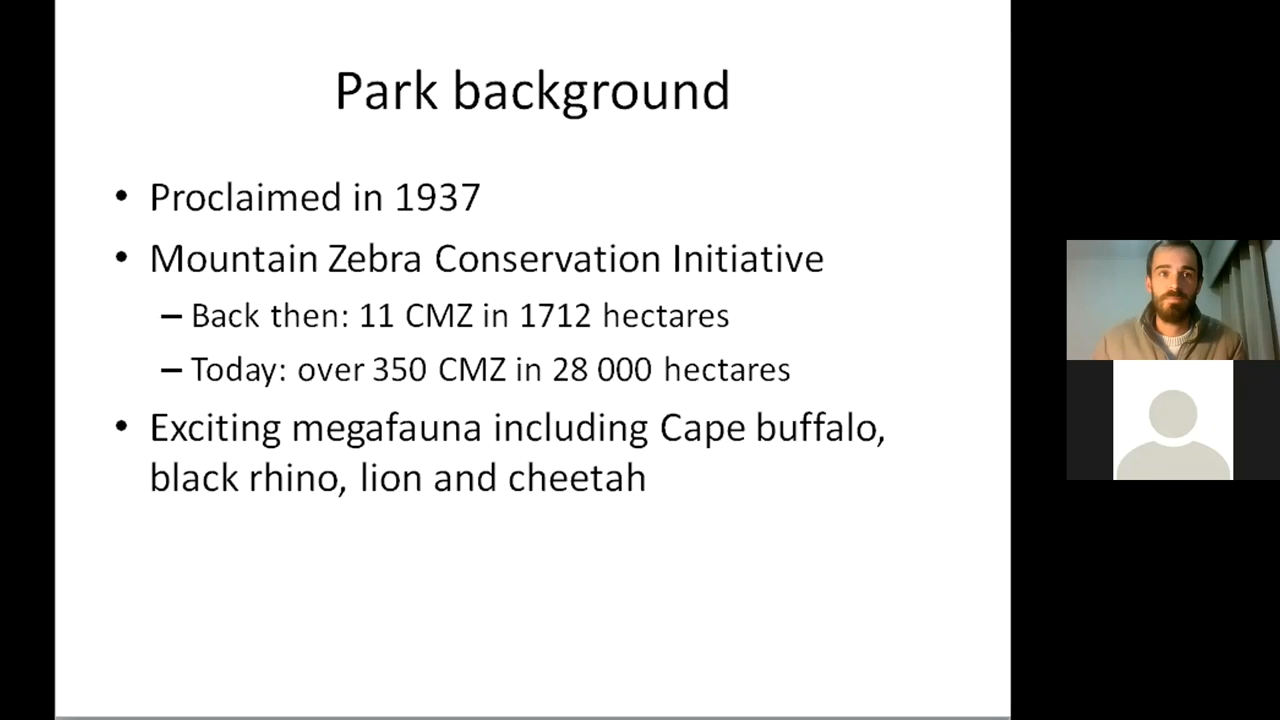 Park background
• Proclaimed in 1937
• Mountain Zebra Conservation Initiative
– Back then: 11 CMZ in 1712 hectares
– Today: over 350 CMZ in 28 000 hectares
• Exciting megafauna including Cape buffalo,
black rhino, lion and cheetah